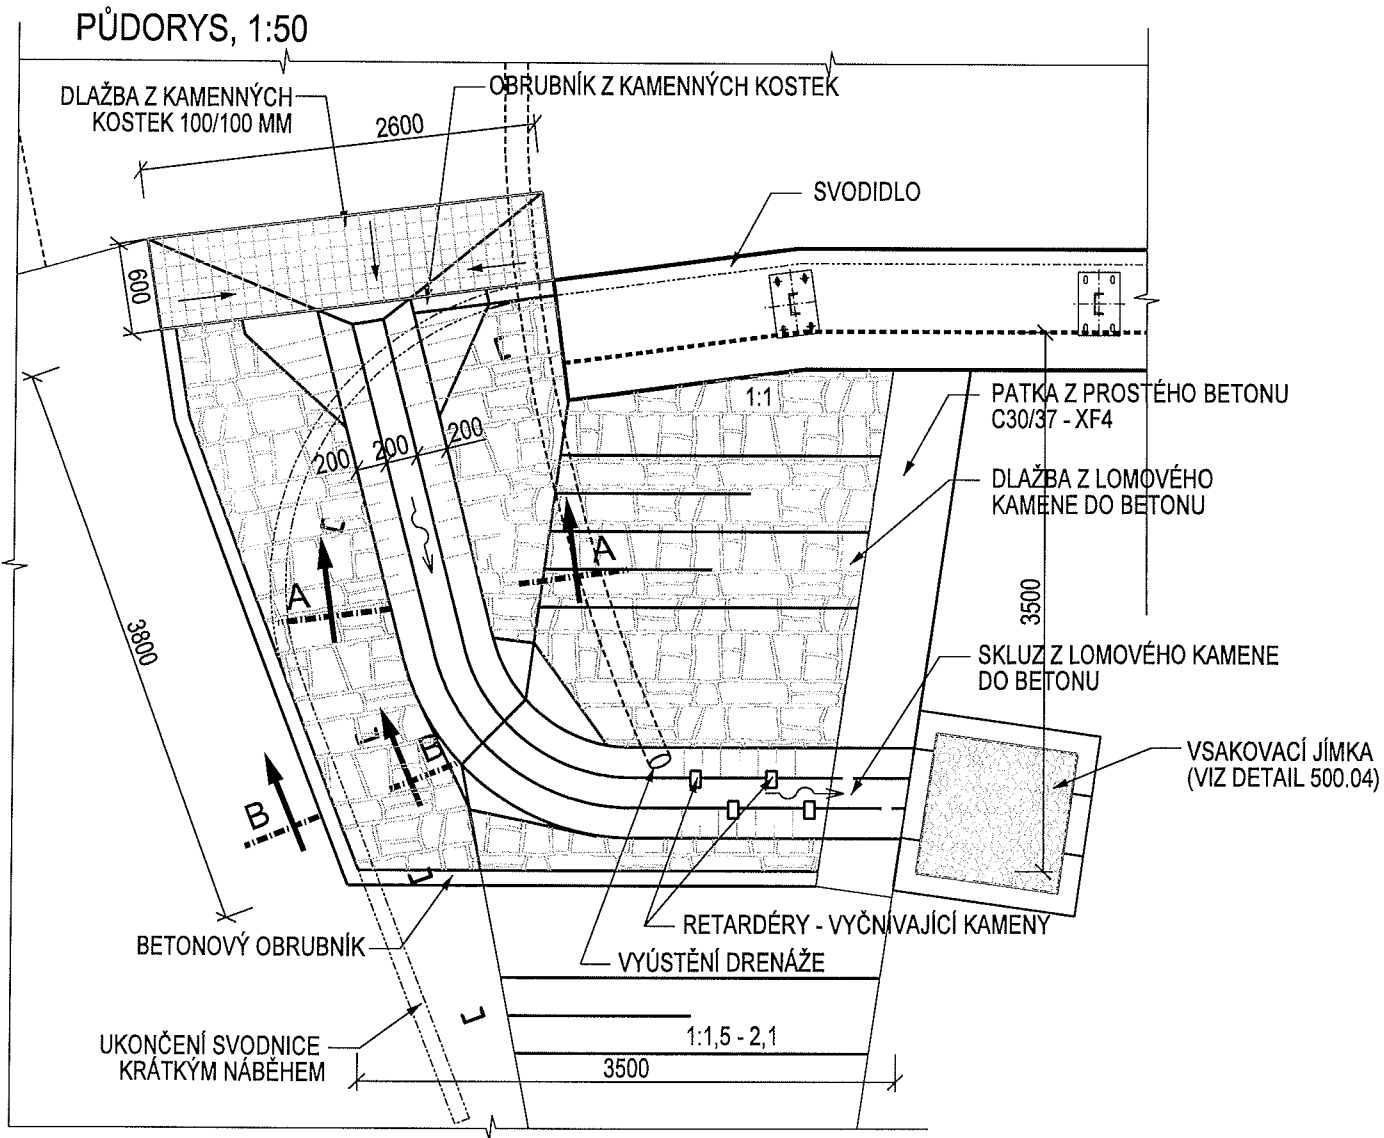 PŮDORYS, 1:50
DLAŽBA Z KAMENNÝCH
KOSTEK 100/100 MM
OBRUBNÍK Z KAMENNÝCH KOSTEK
2600
SVODIDLO
600
1:1
PATKA Z PROSTÉHO BETONU
C30/37 - XF4
200
200
200
DLAŽBA Z LOMOVÉHO
KAMENE DO BETONU
A
A
3800
3500
SKLUZ Z LOMOVÉHO KAMENE
DO BETONU
B
B
VSAKOVACÍ JÍMKA
(VIZ DETAIL 500.04)
RETARDÉRY - VYČNÍVAJÍCÍ KAMENY
BETONOVÝ OBRUBNÍK
VYÚSTĚNÍ DRENÁŽE
UKONČENÍ SVODNICE
KRÁTKÝM NÁBĚHEM
1:1,5 - 2,1
3500